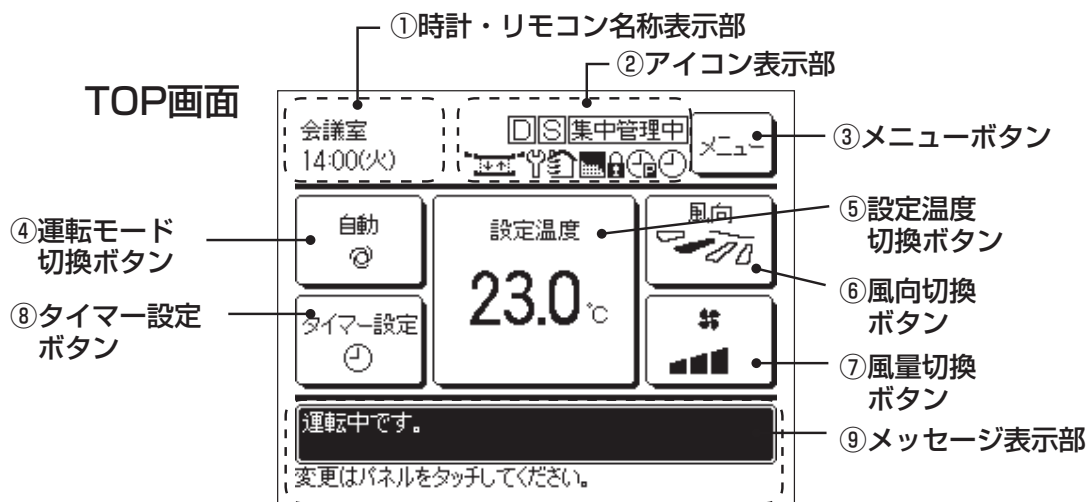 ①時計・リモコン名称表示部
②アイコン表示部
TOP画面
会議室
14:00(火)
D S 集中管理中
メニュー
③メニューボタン
④運転モード
切換ボタン
自動
設定温度
23.0℃
風向
⑤設定温度
切換ボタン
⑥風向切換
ボタン
⑧タイマー設定
ボタン
タイマー設定
⑦風量切換
ボタン
運転中です。
変更はパネルをタッチしてください。
⑨メッセージ表示部